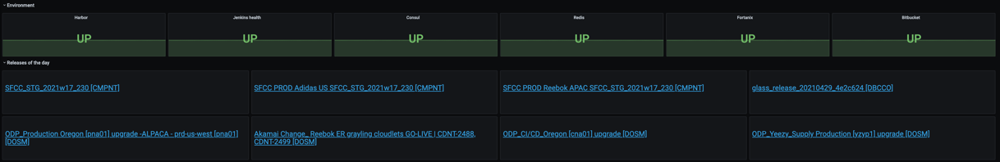 Environment
Harbor
Jenkins health
Consul
Redis
Fortanix
Bitbucket
UP
UP
UP
UP
UP
UP
Releases of the day
SFCC_STG_2021w17_230 [CMPNT]
SFCC PROD Adidas US SFCC_STG_2021w17_230 [CMPNT]
SFCC PROD Reebok APAC SFCC_STG_2021w17_230 [CMPNT]
glass_release_20210429_4e2c624 [DBCCO]
ODP_Production Oregon [pna01] upgrade -ALPACA - prd-us-west [pna01]
[DOSM]
Akamai Change_ Reebok ER grayling cloudlets GO-LIVE | CDNT-2488,
CDNT-2499 [DOSM]
ODP_CI/CD_Oregon [cna01] upgrade [DOSM]
ODP_Yeezy_Supply Production [yzyp1] upgrade [DOSM]